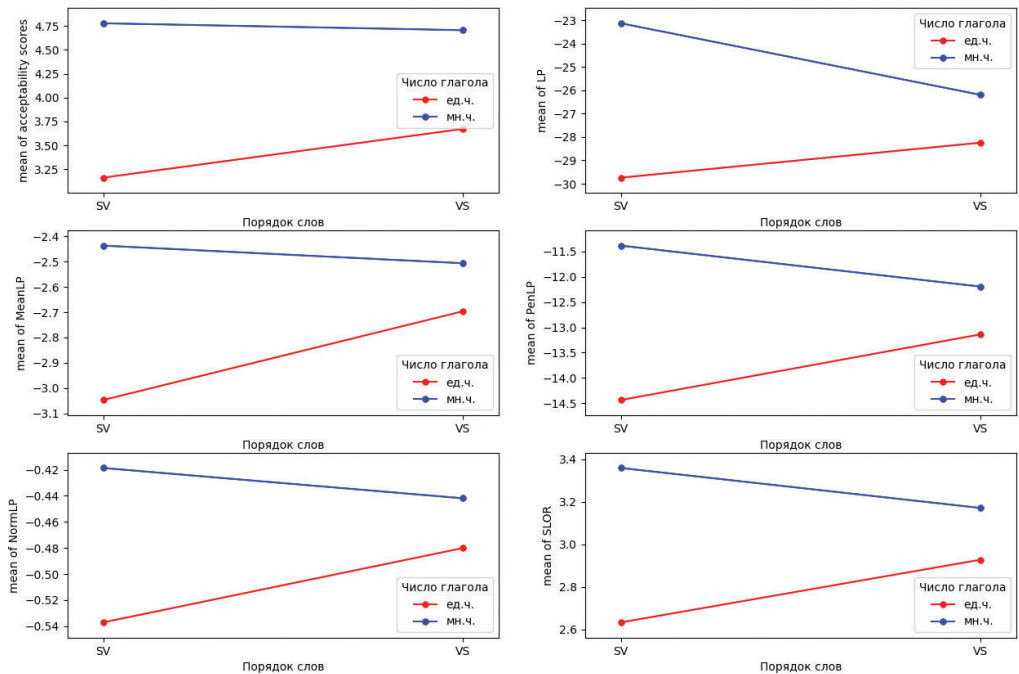 mean of acceptability scores
4.75
4.50
4.25
4.00
3.75
3.50
3.25
Число глагола
ед.ч.
мн.ч.
SV
VS
Порядок слов
mean of LP
−23
−24
−25
−26
−27
−28
−29
−30
Число глагола
ед.ч.
мн.ч.
SV
VS
Порядок слов
mean of MeanLP
−2.4
−2.5
−2.6
−2.7
−2.8
−2.9
−3.0
−3.1
Число глагола
ед.ч.
мн.ч.
SV
VS
Порядок слов
mean of PenLP
−11.5
−12.0
−12.5
−13.0
−13.5
−14.0
−14.5
Число глагола
ед.ч.
мн.ч.
SV
VS
Порядок слов
mean of NormLP
−0.42
−0.44
−0.46
−0.48
−0.50
−0.52
−0.54
Число глагола
ед.ч.
мн.ч.
SV
VS
Порядок слов
mean of SLOR
3.4
3.2
3.0
2.8
2.6
Число глагола
ед.ч.
мн.ч.
SV
VS
Порядок слов